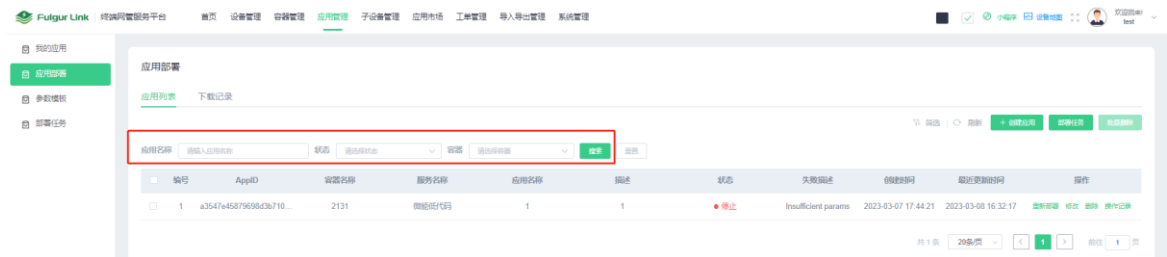 Fulgur Link 终端网管服务平台 首页 设备管理 容器管理 应用管理 子设备管理 应用市场 工单管理 导入导出管理 系统管理 小程序 设备地图 欢迎回来! test
我的应用
应用部署
参数模板
部署任务
应用部署
应用列表 下载记录
筛选 刷新 + 创建应用 部署任务 批量删除
应用名称 请输入应用名称 状态 请选择状态 容器 请选择容器 搜索 重置
编号 AppID 容器名称 服务名称 应用名称 描述 状态 失败描述 创建时间 最近更新时间 操作
1 a3547e45879698d3b710... 2131 微能低代码 1 1 停止 Insufficient params 2023-03-07 17:44:21 2023-03-08 16:32:17 重新部署 修改 删除 操作记录
共 1 条 20条/页 1 前往 1 页